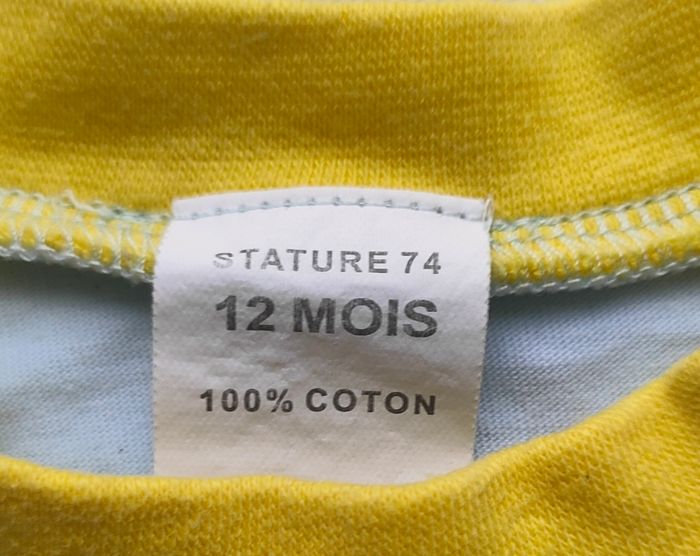 STATURE 74
12 MOIS
100% COTON